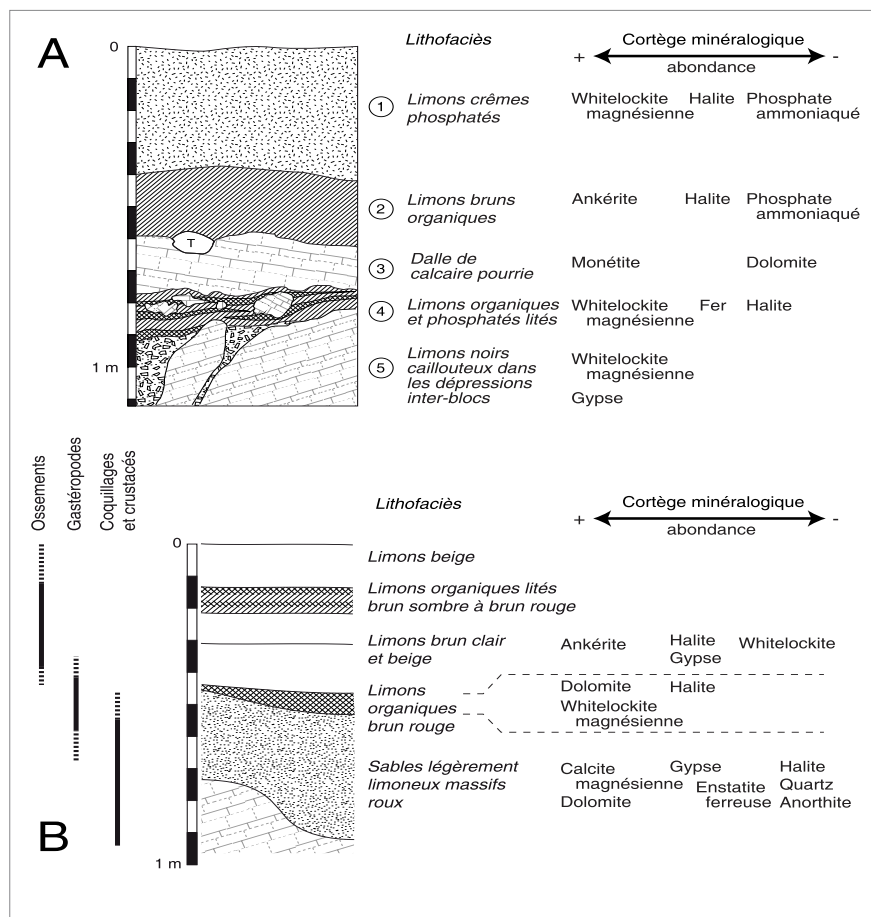 A
0
Lithofaciès
+ Cortège minéralogique -
abondance
1 Limons crêmes
phosphatés
Whitelockite Halite Phosphate
magnésienne ammoniaqué
2 Limons bruns
organiques
Ankérite Halite Phosphate
ammoniaqué
T
3 Dalle de
calcaire pourrie
Monétite Dolomite
4 Limons organiques
et phosphatés lités
Whitelockite Fer Halite
magnésienne
1 m
5 Limons noirs
caillouteux dans
les dépressions
inter-blocs
Whitelockite
magnésienne
Gypse
Ossements
Gastéropodes
Coquillages
et crustacés
Lithofaciès
+ Cortège minéralogique -
abondance
0
Limons beige
Limons organiques lités
brun sombre à brun rouge
Limons brun clair
et beige
Ankérite Halite Whitelockite
Gypse
Limons
organiques
brun rouge
Dolomite Halite
Whitelockite
magnésienne
Sables légèrement
limoneux massifs
roux
Calcite Gypse Halite
magnésienne Enstatite Quartz
Dolomite ferreuse Anorthite
B
1 m